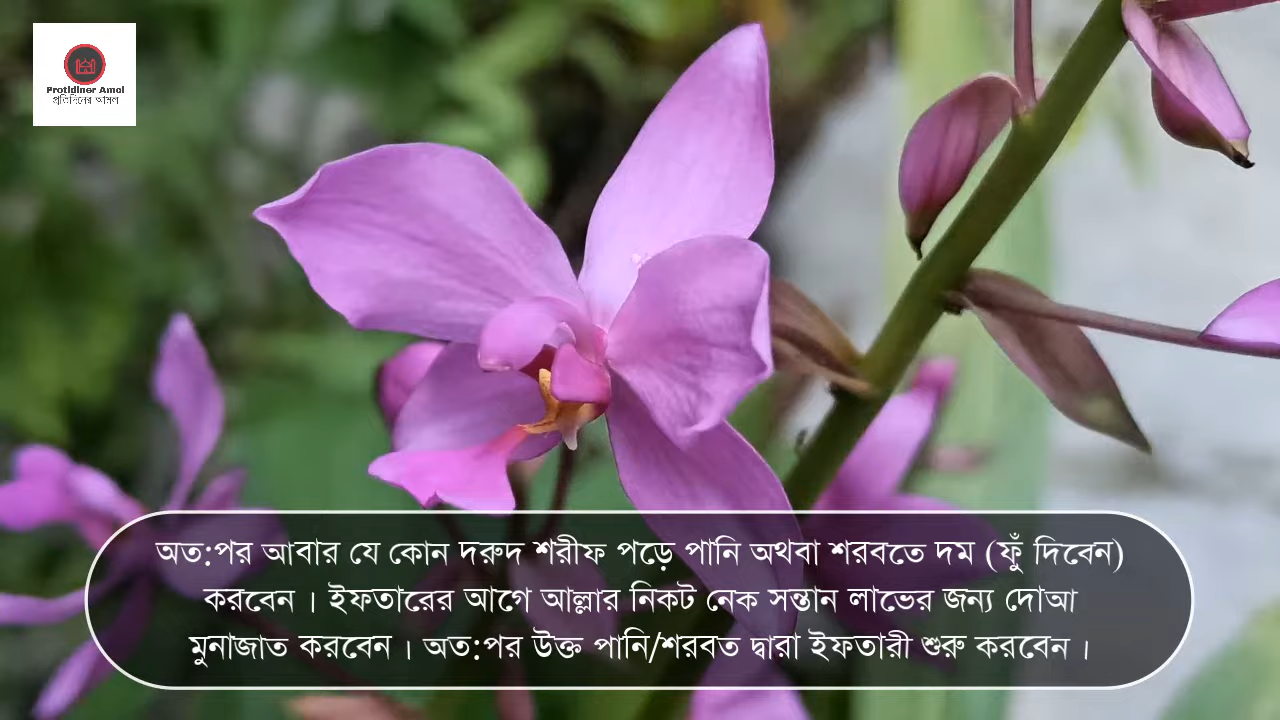 Protidiner Amol
প্রতিদিনের আমল
অত:পর আবার যে কোন দরুদ শরীফ পড়ে পানি অথবা শরবতে দম (ফুঁ দিবেন)
করবেন । ইফতারের আগে আল্লার নিকট নেক সন্তান লাভের জন্য দোআ
মুনাজাত করবেন । অত:পর উক্ত পানি/শরবত দ্বারা ইফতারী শুরু করবেন ।